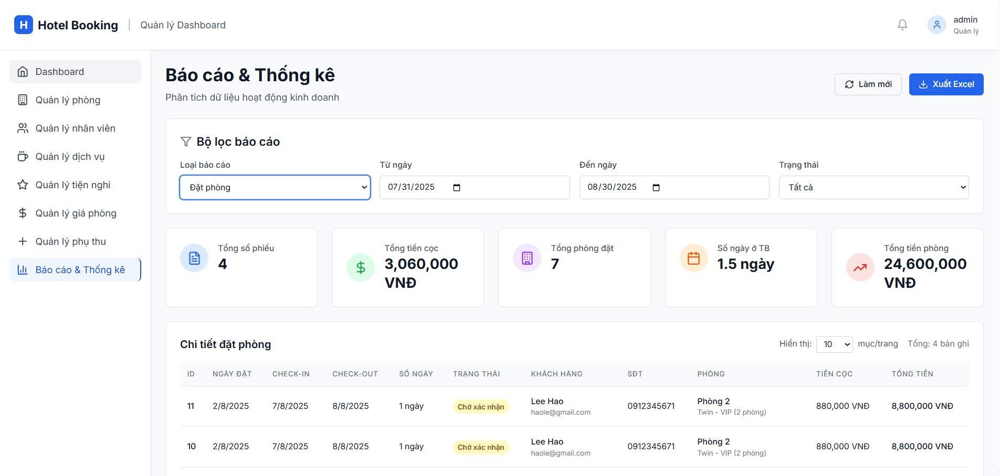 H Hotel Booking | Quản lý Dashboard
admin
Quản lý
Dashboard
Quản lý phòng
Quản lý nhân viên
Quản lý dịch vụ
Quản lý tiện nghi
Quản lý giá phòng
Quản lý phụ thu
Báo cáo & Thống kê
Báo cáo & Thống kê
Phân tích dữ liệu hoạt động kinh doanh
Làm mới
Xuất Excel
Bộ lọc báo cáo
Loại báo cáo
Đặt phòng
Từ ngày
07/31/2025
Đến ngày
08/30/2025
Trạng thái
Tất cả
Tổng số phiếu
4
Tổng tiền cọc
3,060,000
VNĐ
Tổng phòng đặt
7
Số ngày ở TB
1.5 ngày
Tổng tiền phòng
24,600,000
VNĐ
Chi tiết đặt phòng
Hiển thị: 10 mục/trang Tổng: 4 bản ghi
ID NGÀY ĐẶT CHECK-IN CHECK-OUT SỐ NGÀY TRẠNG THÁI KHÁCH HÀNG SĐT PHÒNG TIỀN CỌC TỔNG TIỀN
11 2/8/2025 7/8/2025 8/8/2025 1 ngày Chờ xác nhận Lee Hao 0912345671 Phòng 2 880,000 VNĐ 8,800,000 VNĐ
haole@gmail.com Twin - VIP (2 phòng)
10 2/8/2025 7/8/2025 8/8/2025 1 ngày Chờ xác nhận Lee Hao 0912345671 Phòng 2 880,000 VNĐ 8,800,000 VNĐ
haole@gmail.com Twin - VIP (2 phòng)